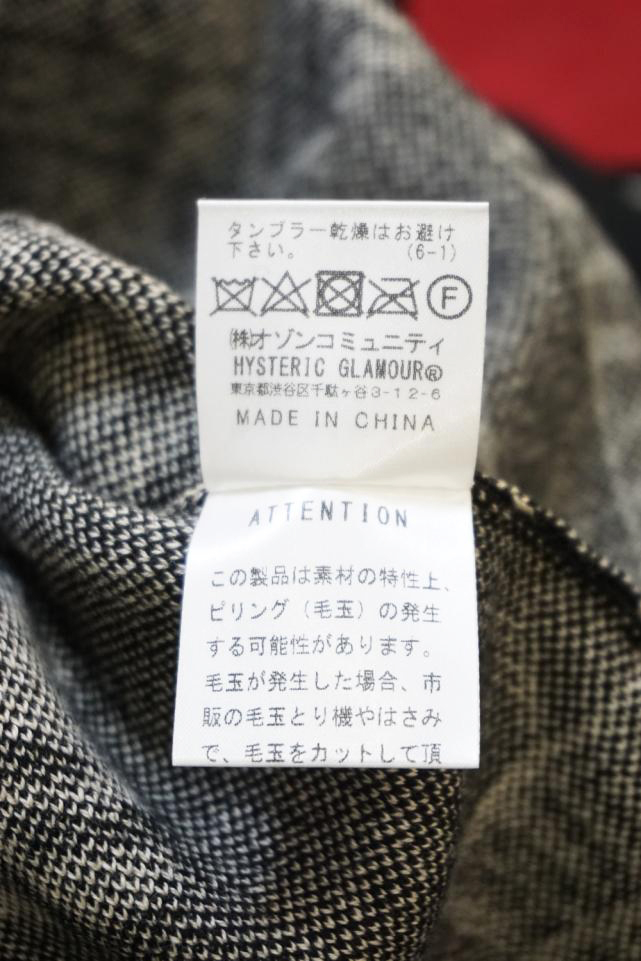 タンブラー乾燥はお避け
下さい。 (6-1)
F
(株)オゾンコミュニティ
HYSTERIC GLAMOUR®
東京都渋谷区千駄ヶ谷3-12-6
MADE IN CHINA
ATTENTION
この製品は素材の特性上、
ピリング（毛玉）の発生
する可能性があります。
毛玉が発生した場合、市
販の毛玉とり機やはさみ
で、毛玉をカットして頂